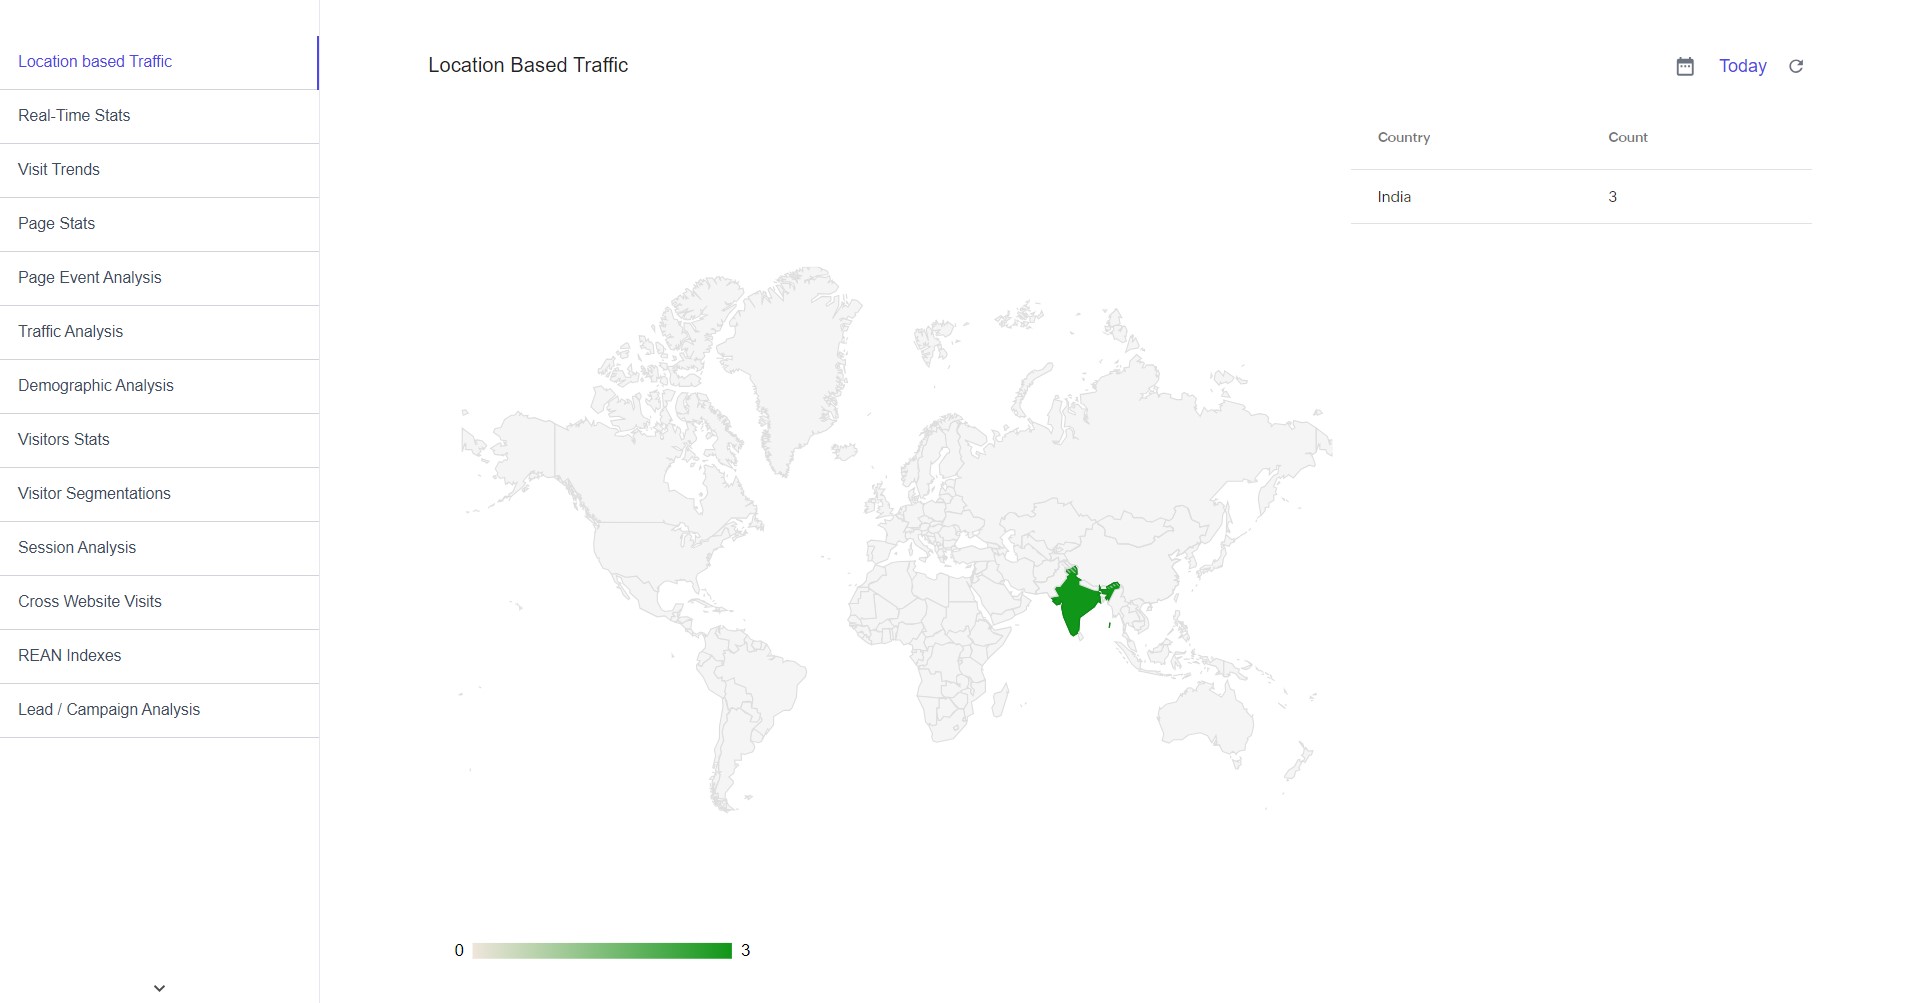 Location based Traffic
Real-Time Stats
Visit Trends
Page Stats
Page Event Analysis
Traffic Analysis
Demographic Analysis
Visitors Stats
Visitor Segmentations
Session Analysis
Cross Website Visits
REAN Indexes
Lead / Campaign Analysis
Location Based Traffic
Today
Country Count
India 3
0 3